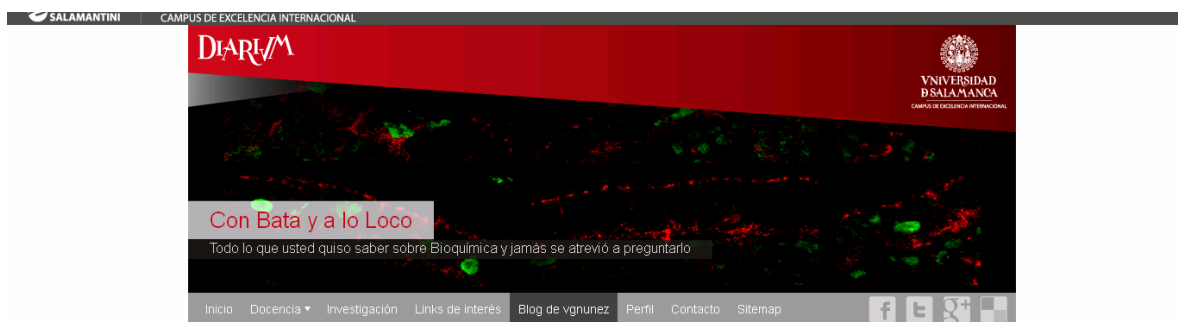 SALAMANTINI
CAMPUS DE EXCELENCIA INTERNACIONAL
DIARIVM
VNiVERSiDAD
D SALAMANCA
CAMPUS DE EXCELENCIA INTERNACIONAL
Con Bata y a lo Loco
Todo lo que usted quiso saber sobre Bioquímica y jamás se atrevió a preguntarlo
Inicio Docencia ▾ Investigación Links de interés Blog de vgnunez Perfil Contacto Sitemap